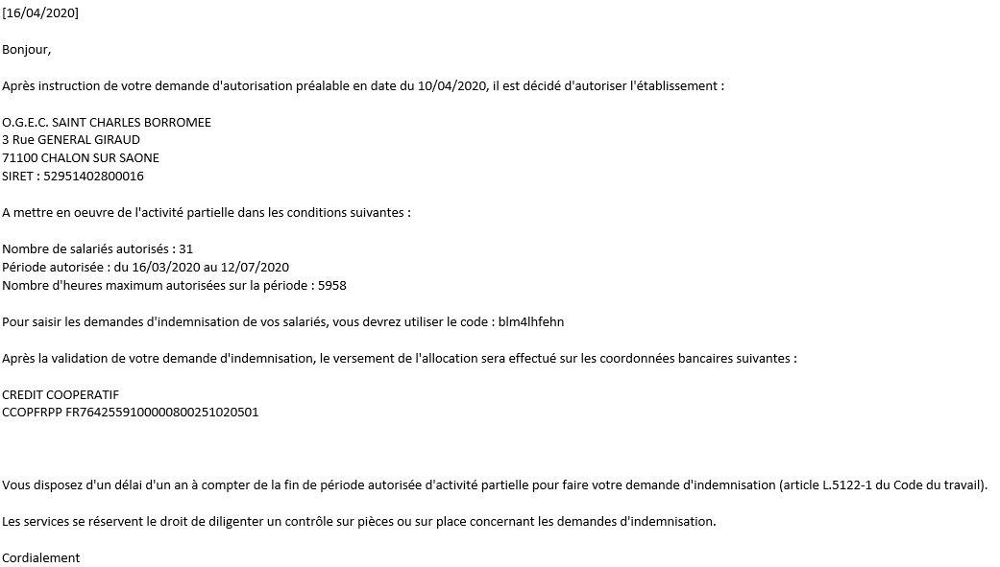 [16/04/2020]
Bonjour,
Après instruction de votre demande d'autorisation préalable en date du 10/04/2020, il est décidé d'autoriser l'établissement :
O.G.E.C. SAINT CHARLES BORROMEE
3 Rue GENERAL GIRAUD
71100 CHALON SUR SAONE
SIRET : 52951402800016
A mettre en oeuvre de l'activité partielle dans les conditions suivantes :
Nombre de salariés autorisés : 31
Période autorisée : du 16/03/2020 au 12/07/2020
Nombre d'heures maximum autorisées sur la période : 5958
Pour saisir les demandes d'indemnisation de vos salariés, vous devrez utiliser le code : blm4lhfehn
Après la validation de votre demande d'indemnisation, le versement de l'allocation sera effectué sur les coordonnées bancaires suivantes :
CREDIT COOPERATIF
CCOPFRPP FR7642559100000800251020501
Vous disposez d'un délai d'un an à compter de la fin de période autorisée d'activité partielle pour faire votre demande d'indemnisation (article L.5122-1 du Code du travail).
Les services se réservent le droit de diligenter un contrôle sur pièces ou sur place concernant les demandes d'indemnisation.
Cordialement